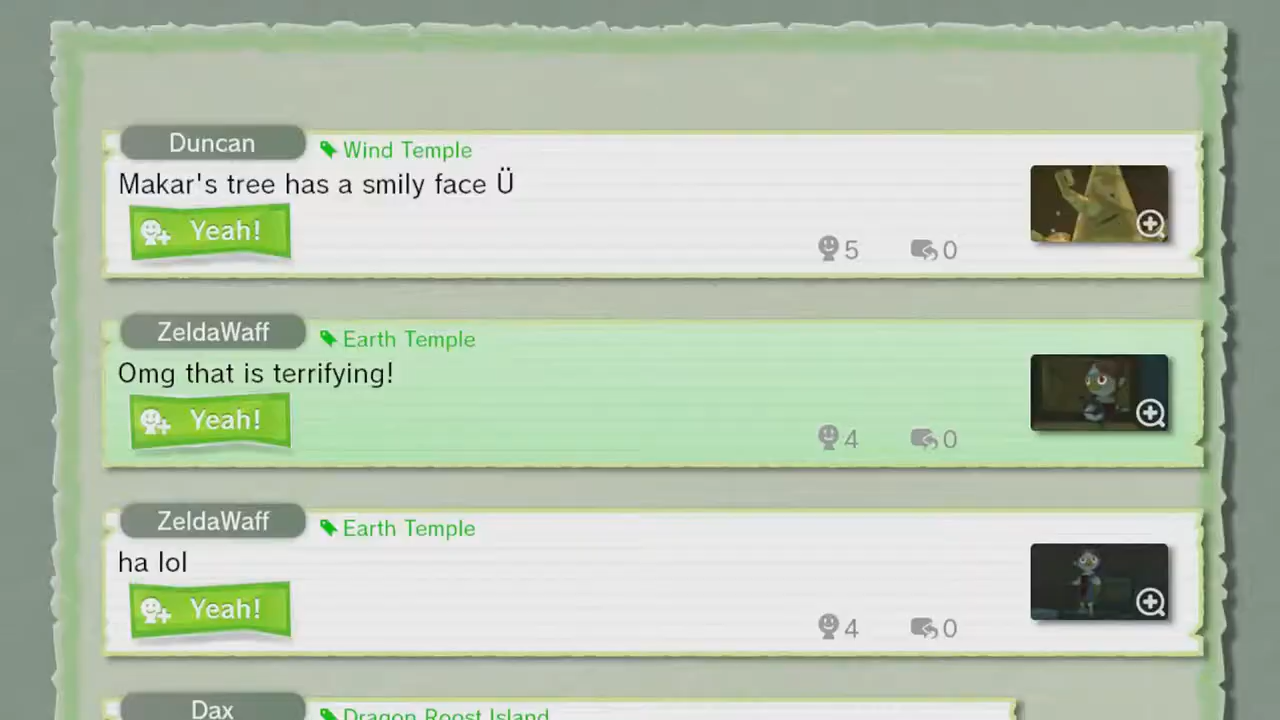 Duncan
Wind Temple
Makar's tree has a smily face Ü
Yeah!
5
0
ZeldaWaff
Earth Temple
Omg that is terrifying!
Yeah!
4
0
ZeldaWaff
Earth Temple
ha lol
Yeah!
4
0
Dax
Dragon Roost Island